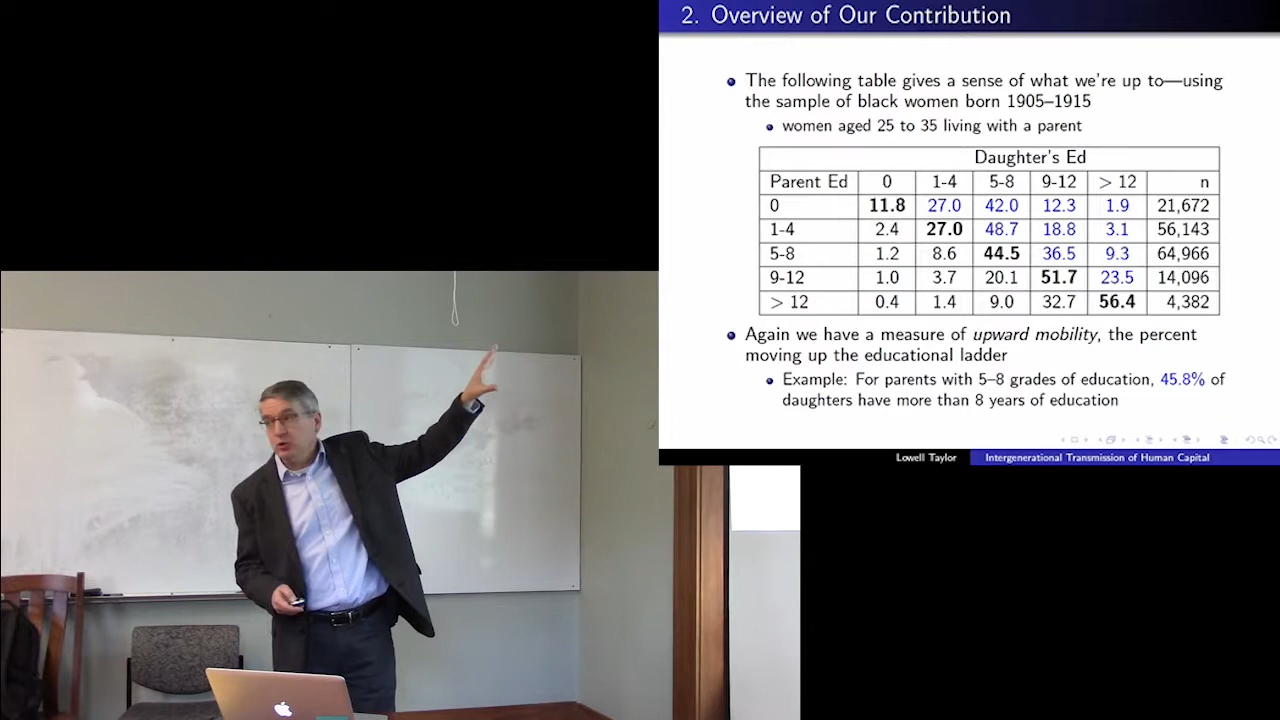 2. Overview of Our Contribution
The following table gives a sense of what we're up to—using
the sample of black women born 1905–1915
women aged 25 to 35 living with a parent
Daughter's Ed
Parent Ed 0 1-4 5-8 9-12 > 12 n
0 11.8 27.0 42.0 12.3 1.9 21,672
1-4 2.4 27.0 48.7 18.8 3.1 56,143
5-8 1.2 8.6 44.5 36.5 9.3 64,966
9-12 1.0 3.7 20.1 51.7 23.5 14,096
> 12 0.4 1.4 9.0 32.7 56.4 4,382
Again we have a measure of upward mobility, the percent
moving up the educational ladder
Example: For parents with 5–8 grades of education, 45.8% of
daughters have more than 8 years of education
Lowell Taylor Intergenerational Transmission of Human Capital